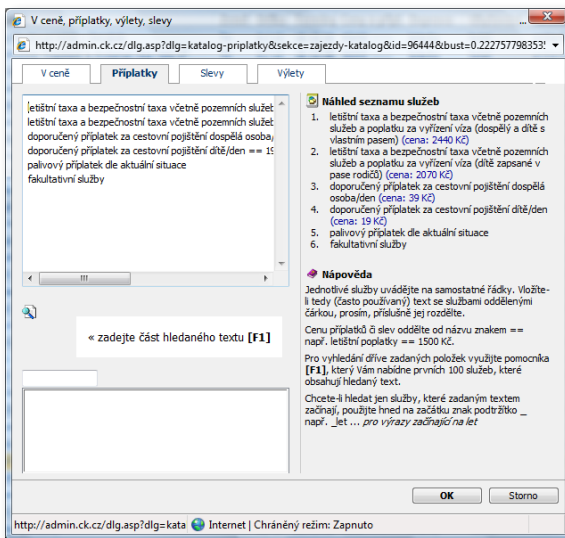 V ceně, příplatky, výlety, slevy
...
http://admin.ck.cz/dlg.asp?dlg=katalog-priplatky&sekce=zajezdy-katalog&id=96444&bust=0.222757798353
V ceně
Příplatky
Slevy
Výlety
letištní taxa a bezpečnostní taxa včetně pozemních služeb
letištní taxa a bezpečnostní taxa včetně pozemních služeb
doporučený příplatek za cestovní pojištění dospělá osoba/
doporučený příplatek za cestovní pojištění dítě/den == 19
palivový příplatek dle aktuální situace
fakultativní služby
« zadejte část hledaného textu [F1]
Náhled seznamu služeb
1. letištní taxa a bezpečnostní taxa včetně pozemních
služeb a poplatku za vyřízení víza (dospělý a dítě s
vlastním pasem) (cena: 2440 Kč)
2. letištní taxa a bezpečnostní taxa včetně pozemních
služeb a poplatku za vyřízení víza (dítě zapsané v
pase rodičů) (cena: 2070 Kč)
3. doporučený příplatek za cestovní pojištění dospělá
osoba/den (cena: 39 Kč)
4. doporučený příplatek za cestovní pojištění dítě/den
(cena: 19 Kč)
5. palivový příplatek dle aktuální situace
6. fakultativní služby
Nápověda
Jednotlivé služby uvádějte na samostatné řádky. Vložíte-
li tedy (často používaný) text se službami oddělenými
čárkou, prosím, příslušně jej rozdělte.
Cenu příplatků či slev oddělte od názvu znakem ==
např. letištní poplatky == 1500 Kč.
Pro vyhledání dříve zadaných položek využijte pomocníka
[F1], který Vám nabídne prvních 100 služeb, které
obsahují hledaný text.
Chcete-li hledat jen služby, které zadaným textem
začínají, použijte hned na začátku znak podtržítko _
např. _let ... pro výrazy začínající na let
OK
Storno
http://admin.ck.cz/dlg.asp?dlg=kata
Internet | Chráněný režim: Zapnuto